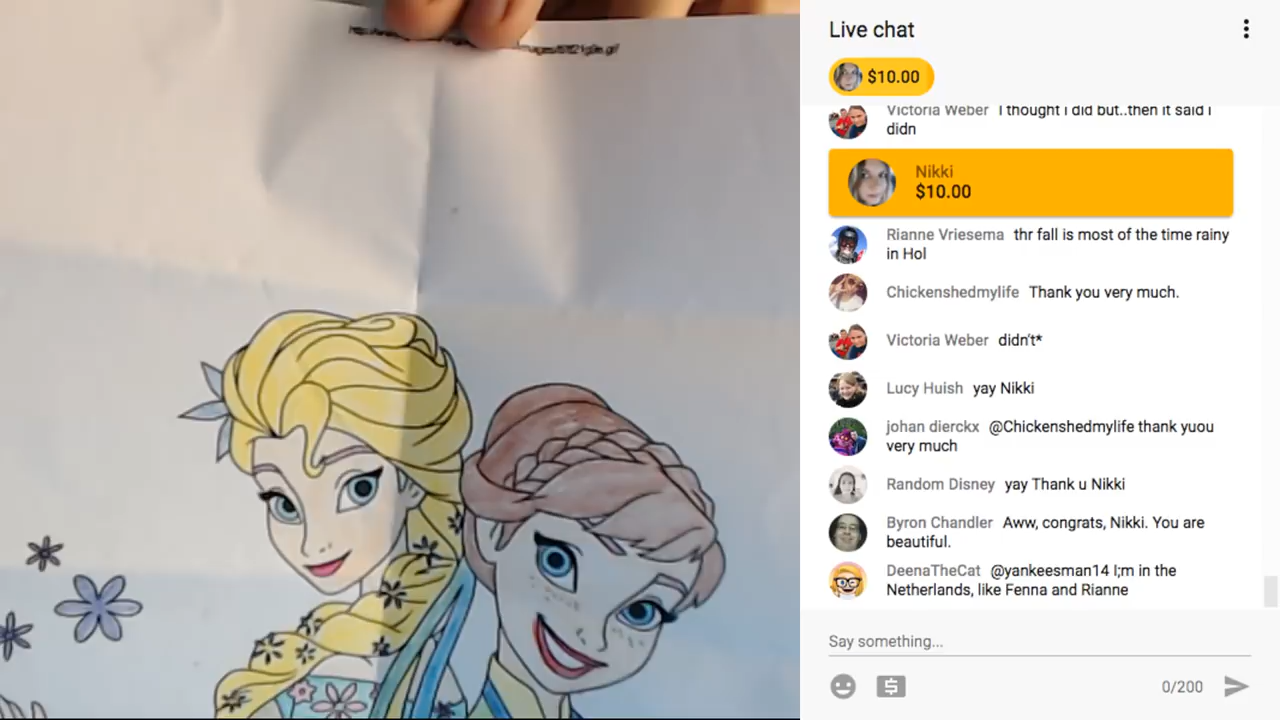 Live chat
$10.00
Victoria Weber I thought i did but..then it said i
didn
Nikki
$10.00
Rianne Vriesema thr fall is most of the time rainy
in Hol
Chickenshedmylife Thank you very much.
Victoria Weber didn't*
Lucy Huish yay Nikki
johan dierckx @Chickenshedmylife thank yuou
very much
Random Disney yay Thank u Nikki
Byron Chandler Aww, congrats, Nikki. You are
beautiful.
DeenaTheCat @yankeesman14 I;m in the
Netherlands, like Fenna and Rianne
Say something...
0/200